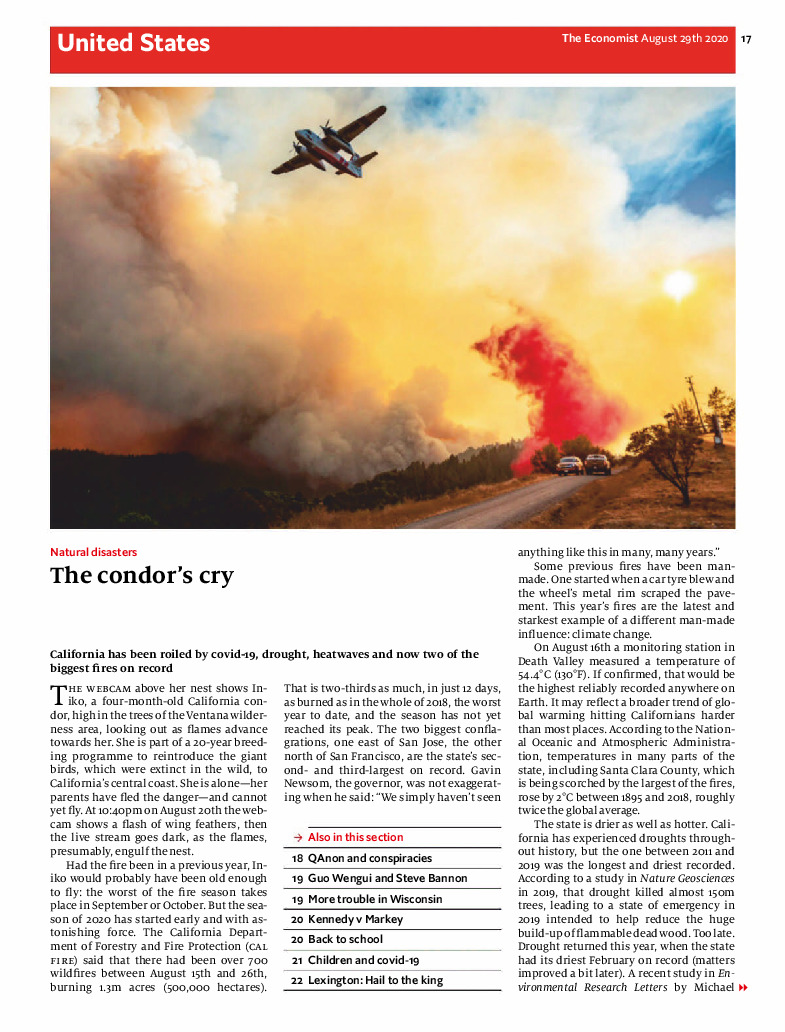 United States
The Economist August 29th 2020 17
Natural disasters
The condor's cry
California has been roiled by covid-19, drought, heatwaves and now two of the
biggest fires on record
THE WEBCAM above her nest shows In-
iko, a four-month-old California con-
dor, high in the trees of the Ventana wilder-
ness area, looking out as flames advance
towards her. She is part of a 20-year breed-
ing programme to reintroduce the giant
birds, which were extinct in the wild, to
California's central coast. She is alone—her
parents have fled the danger—and cannot
yet fly. At 10:40pm on August 20th the web-
cam shows a flash of wing feathers, then
the live stream goes dark, as the flames,
presumably, engulf the nest.
Had the fire been in a previous year, In-
iko would probably have been old enough
to fly: the worst of the fire season takes
place in September or October. But the sea-
son of 2020 has started early and with as-
tonishing force. The California Depart-
ment of Forestry and Fire Protection (CAL
FIRE) said that there had been over 700
wildfires between August 15th and 26th,
burning 1.3m acres (500,000 hectares).
That is two-thirds as much, in just 12 days,
as burned as in the whole of 2018, the worst
year to date, and the season has not yet
reached its peak. The two biggest confla-
grations, one east of San Jose, the other
north of San Francisco, are the state's sec-
ond- and third-largest on record. Gavin
Newsom, the governor, was not exaggerat-
ing when he said: "We simply haven't seen
anything like this in many, many years."
Some previous fires have been man-
made. One started when a car tyre blew and
the wheel's metal rim scraped the pave-
ment. This year's fires are the latest and
starkest example of a different man-made
influence: climate change.
On August 16th a monitoring station in
Death Valley measured a temperature of
54.4°C (130°F). If confirmed, that would be
the highest reliably recorded anywhere on
Earth. It may reflect a broader trend of glo-
bal warming hitting Californians harder
than most places. According to the Nation-
al Oceanic and Atmospheric Administra-
tion, temperatures in many parts of the
state, including Santa Clara County, which
is being scorched by the largest of the fires,
rose by 2°C between 1895 and 2018, roughly
twice the global average.
The state is drier as well as hotter. Cali-
fornia has experienced droughts through-
out history, but the one between 2011 and
2019 was the longest and driest recorded.
According to a study in Nature Geosciences
in 2019, that drought killed almost 150m
trees, leading to a state of emergency in
2019 intended to help reduce the huge
build-up of flammable dead wood. Too late.
Drought returned this year, when the state
had its driest February on record (matters
improved a bit later). A recent study in En-
vironmental Research Letters by Michael
→ Also in this section
18 QAnon and conspiracies
19 Guo Wengui and Steve Bannon
19 More trouble in Wisconsin
20 Kennedy v Markey
20 Back to school
21 Children and covid-19
22 Lexington: Hail to the king